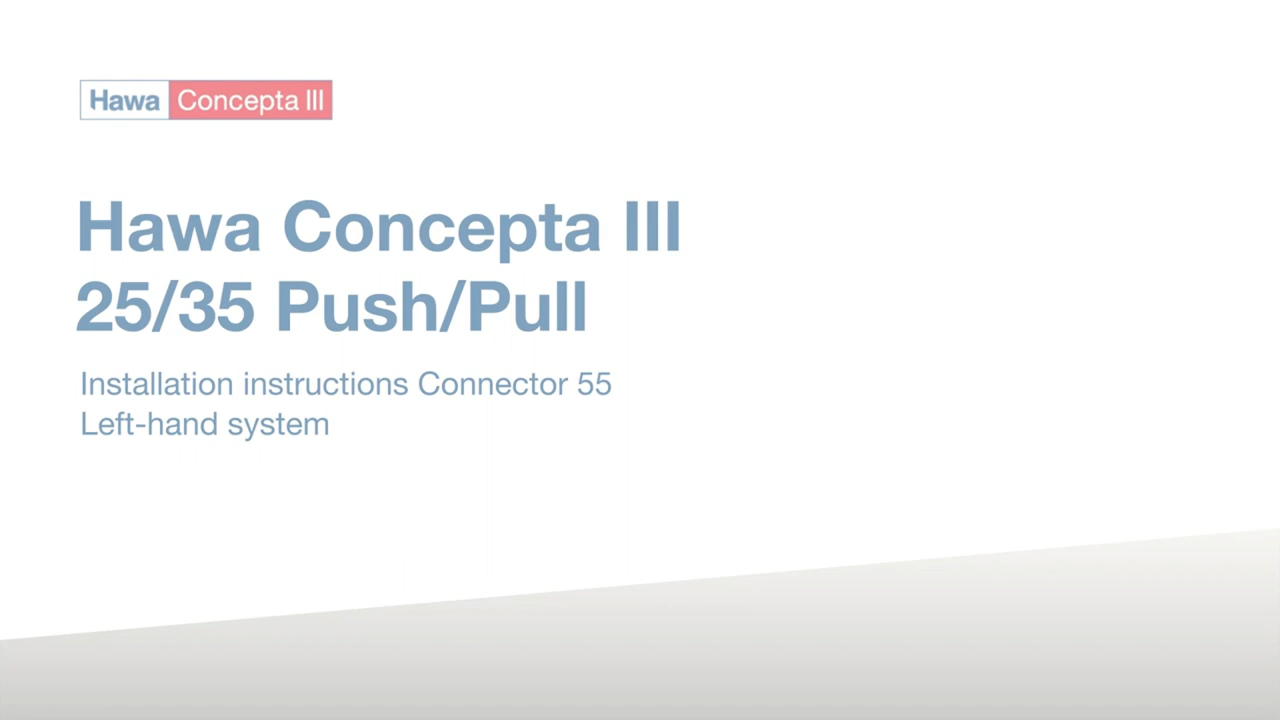 Hawa Concepta III
Hawa Concepta III
25/35 Push/Pull
Installation instructions Connector 55
Left-hand system